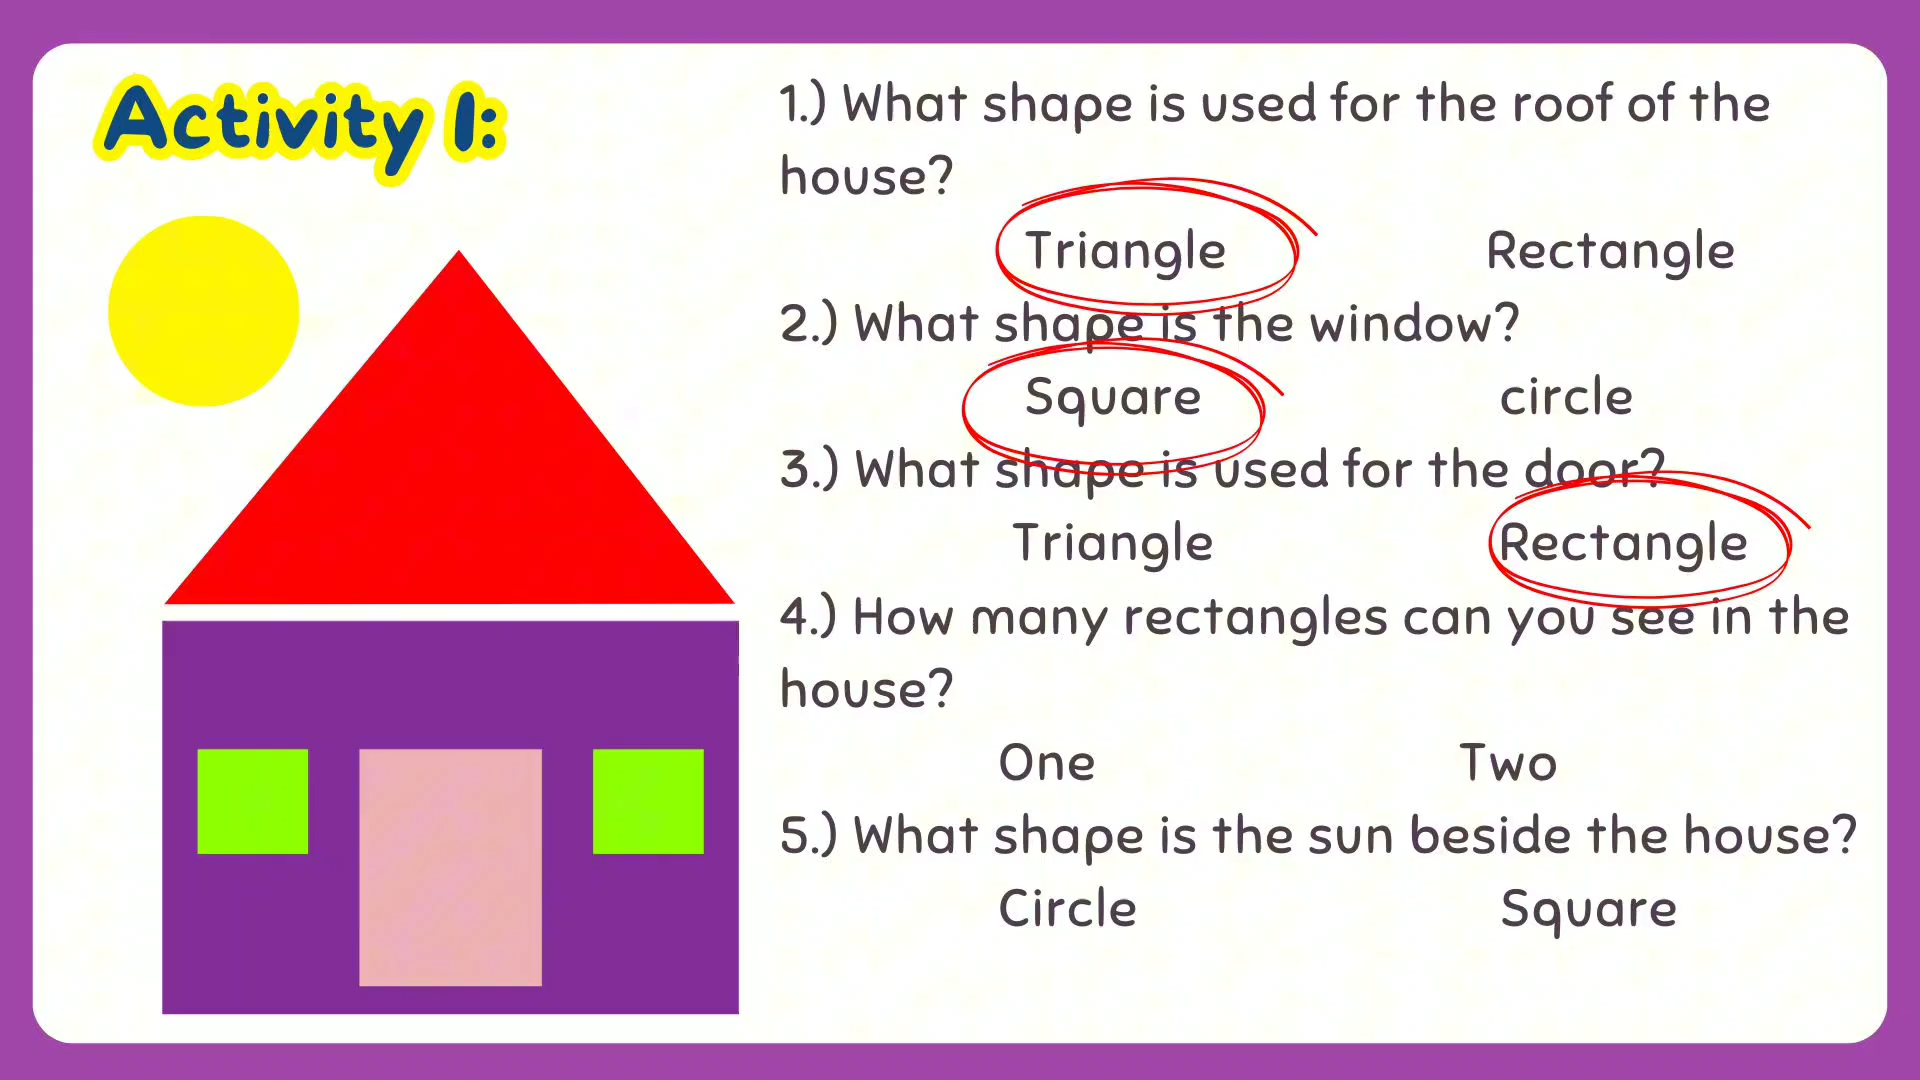 Activity 1:
1.) What shape is used for the roof of the
house?
Triangle Rectangle
2.) What shape is the window?
Square circle
3.) What shape is used for the door?
Triangle Rectangle
4.) How many rectangles can you see in the
house?
One Two
5.) What shape is the sun beside the house?
Circle Square